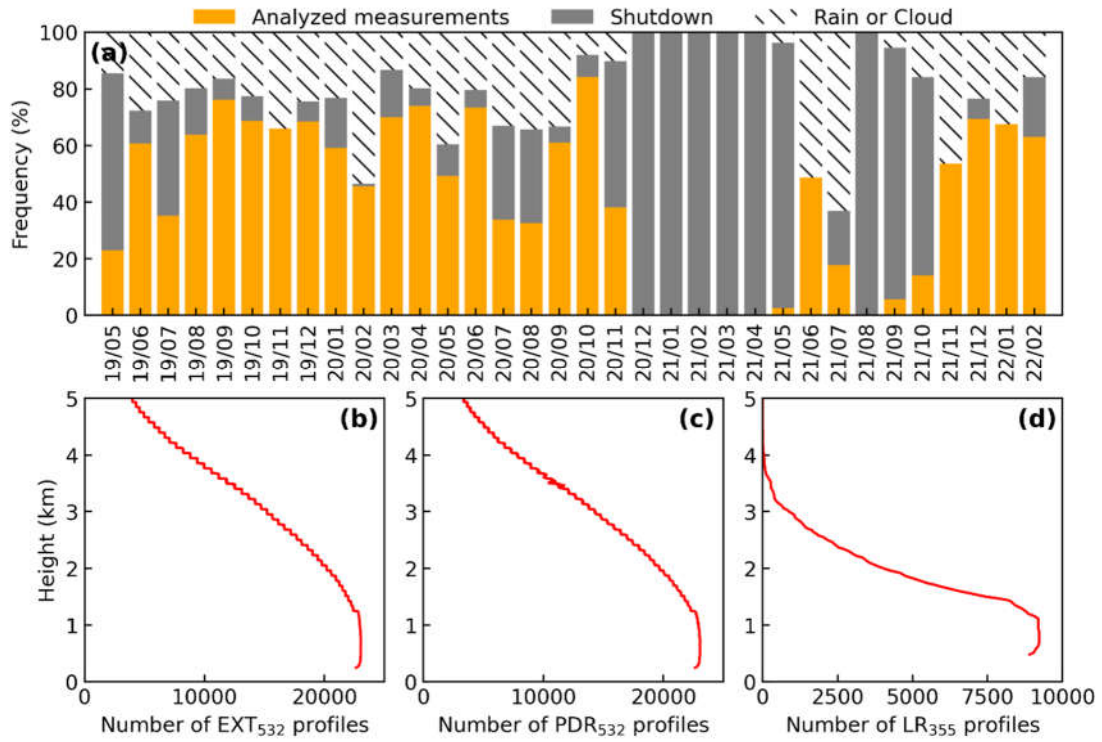 Analyzed measurements Shutdown Rain or Cloud
(a)
Frequency (%)
100
80
60
40
20
0
19/05 19/06 19/07 19/08 19/09 19/10 19/11 19/12 20/01 20/02 20/03 20/04 20/05 20/06 20/07 20/08 20/09 20/10 20/11 20/12 21/01 21/02 21/03 21/04 21/05 21/06 21/07 21/08 21/09 21/10 21/11 21/12 22/01 22/02
(b)
Height (km)
5
4
3
2
1
0
0 10000 20000
Number of EXT532 profiles
(c)
5
4
3
2
1
0
0 10000 20000
Number of PDR532 profiles
(d)
5
4
3
2
1
0
0 2500 5000 7500 10000
Number of LR355 profiles